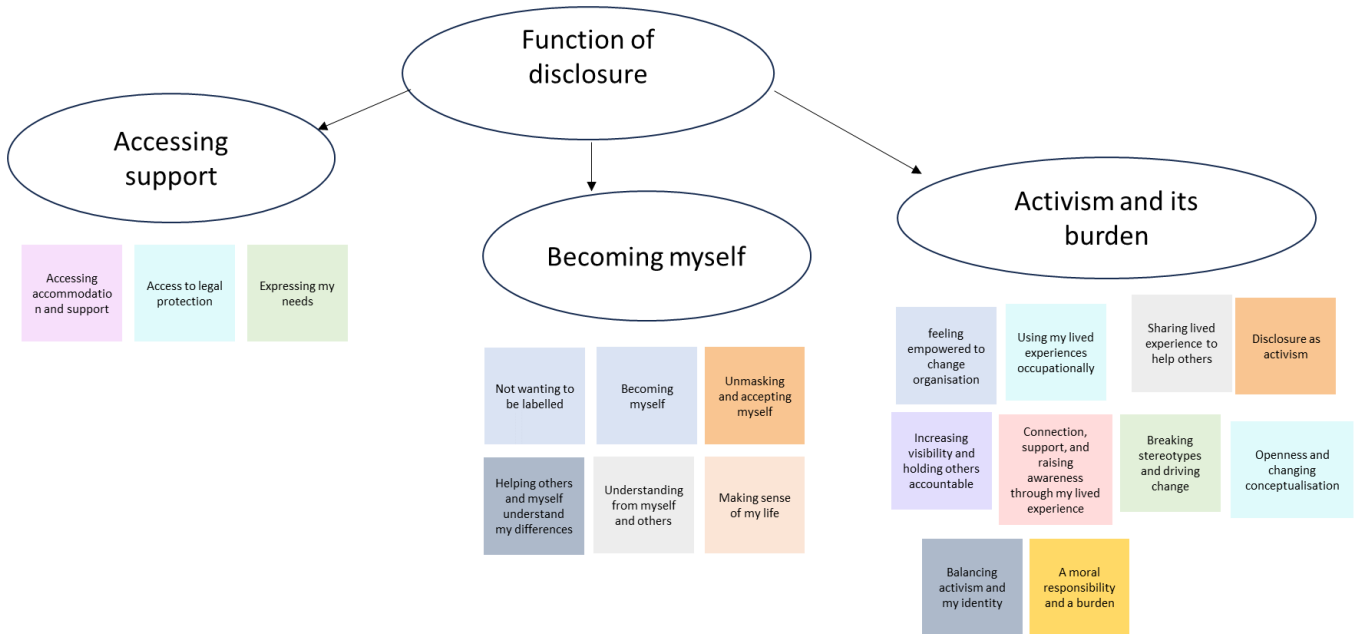 Function of
disclosure
Accessing
support
Becoming myself
Activism and its
burden
Accessing
accommodatio
n and support
Access to legal
protection
Expressing my
needs
Not wanting to
be labelled
Becoming
myself
Unmasking
and accepting
myself
Helping others
and myself
understand
my differences
Understanding
from myself
and others
Making sense
of my life
feeling
empowered to
change
organisation
Using my lived
experiences
occupationally
Sharing lived
experience to
help others
Disclosure as
activism
Increasing
visibility and
holding others
accountable
Connection,
support, and
raising
awareness
through my lived
experience
Breaking
stereotypes
and driving
change
Openness and
changing
conceptualisation
Balancing
activism and
my identity
A moral
responsibility
and a burden